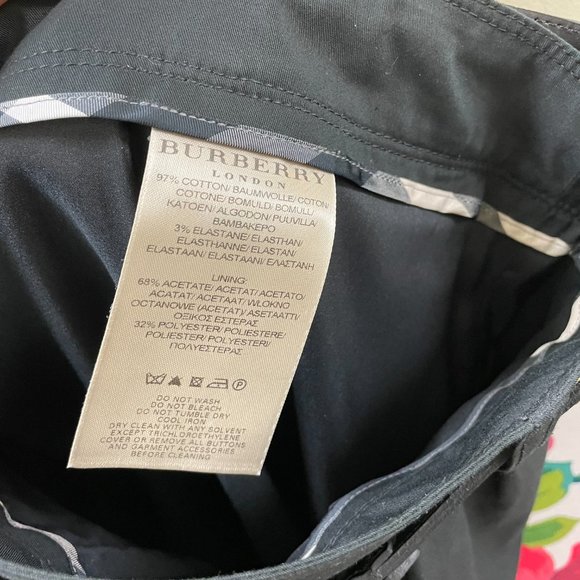 BURBERRY
LONDON
97% COTTON/BAUMWOLLE/COTON/
COTONE/BOMULD/BOMULL/
KATOEN/ALGODON/PUUVILLA/
ΒΑΜΒΑΚΕΡΟ
3% ELASTANE/ELASTHAN/
ELASTHANNE/ELASTAN/
ELASTAAN/ELASTAANI/ΕΛΑΣΤΑΝΗ
LINING:
68% ACETATE/ACETATO/
ACETAT/ACETAAT/WŁOKNO
OCTANOWE (ACETAT)/ASETAATTI/
ΟΞΙΚΟΣ ΕΣΤΕΡΑΣ
32% POLYESTER/POLIESTERE/
POLIESTER/POLYESTERI/
ΠΟΛΥΕΣΤΕΡΑΣ
DO NOT WASH
DO NOT BLEACH
DO NOT TUMBLE DRY
COOL IRON
DRY CLEAN WITH ANY SOLVENT
EXCEPT TRICHLOROETHYLENE
COVER OR REMOVE ALL BUTTONS
AND GARMENT ACCESSORIES
BEFORE CLEANING